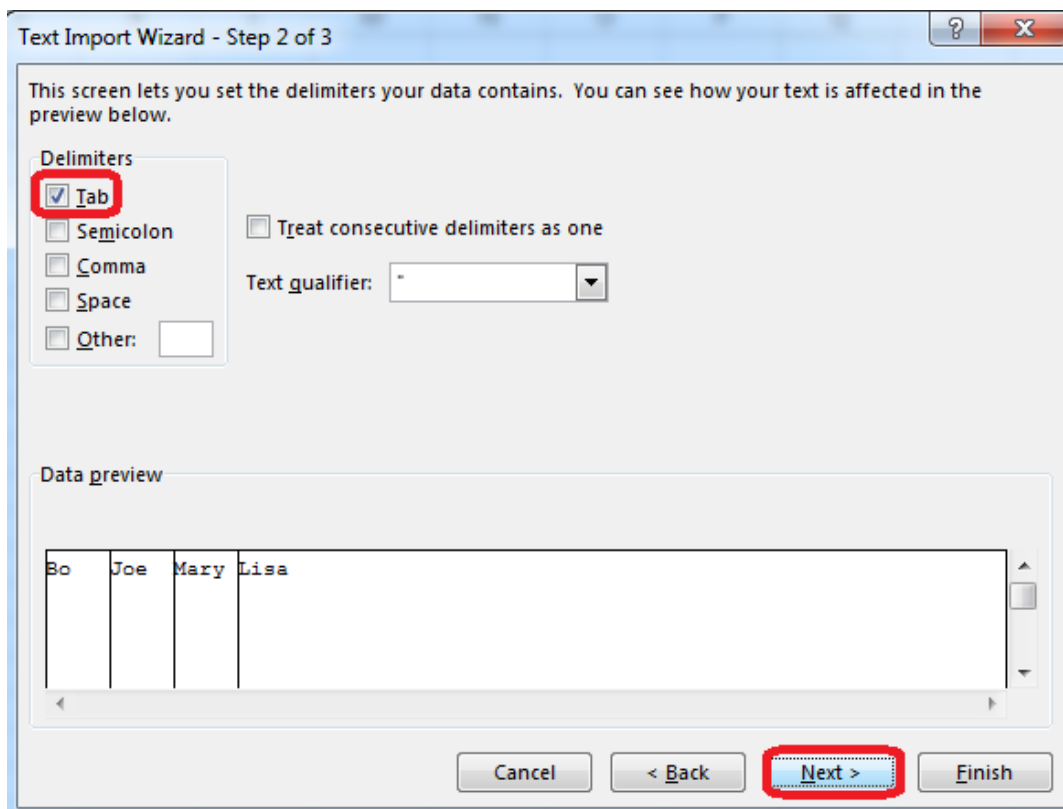 Text Import Wizard - Step 2 of 3
This screen lets you set the delimiters your data contains.  You can see how your text is affected in the
preview below.
Delimiters
Tab
Semicolon
Treat consecutive delimiters as one
Comma
Text qualifier: "
Space
Other:
Data preview
Bo Joe Mary Lisa
Cancel < Back Next > Finish